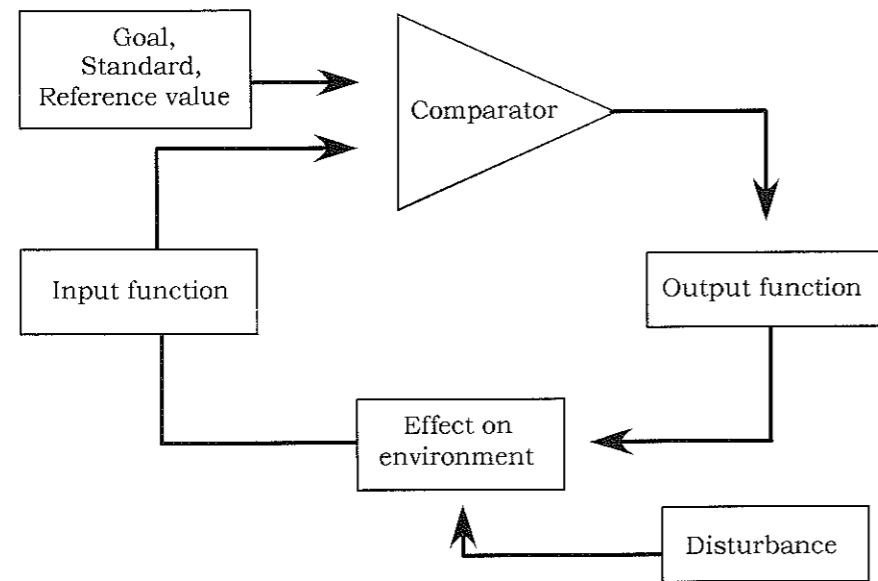 Goal,
Standard,
Reference value
Comparator
Input function
Output function
Effect on
environment
Disturbance